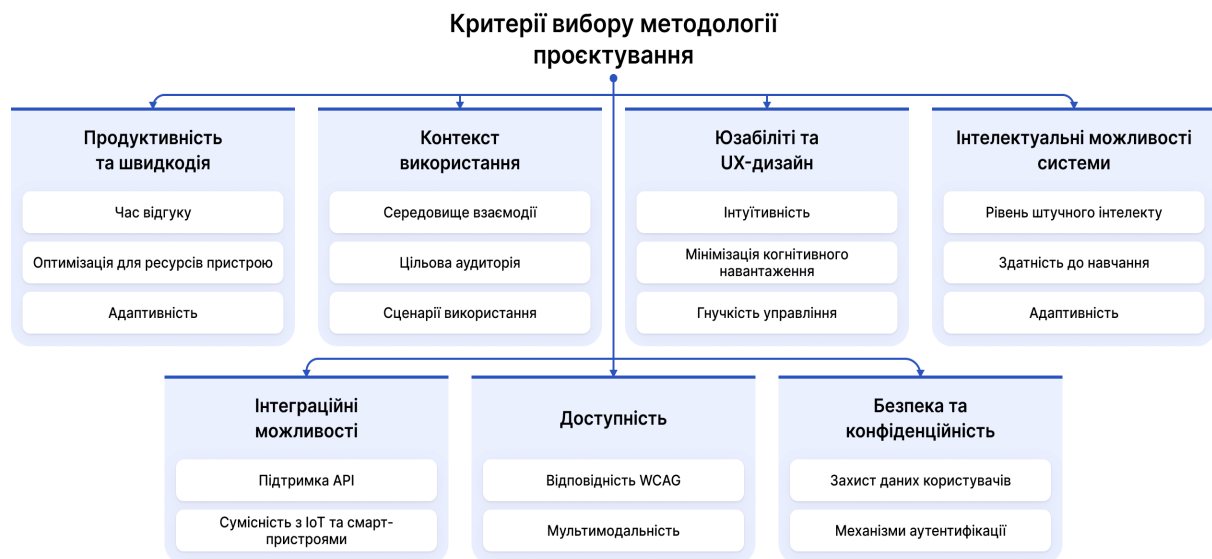 Критерії вибору методології
проєктування
Продуктивність
та швидкодія
Час відгуку
Оптимізація для ресурсів пристрою
Адаптивність
Контекст
використання
Середовище взаємодії
Цільова аудиторія
Сценарії використання
Юзабіліті та
UX-дизайн
Інтуїтивність
Мінімізація когнітивного
навантаження
Гнучкість управління
Інтелектуальні можливості
системи
Рівень штучного інтелекту
Здатність до навчання
Адаптивність
Інтеграційні
можливості
Підтримка API
Сумісність з IoT та смарт-
пристроями
Доступність
Відповідність WCAG
Мультимодальність
Безпека та
конфіденційність
Захист даних користувачів
Механізми аутентифікації